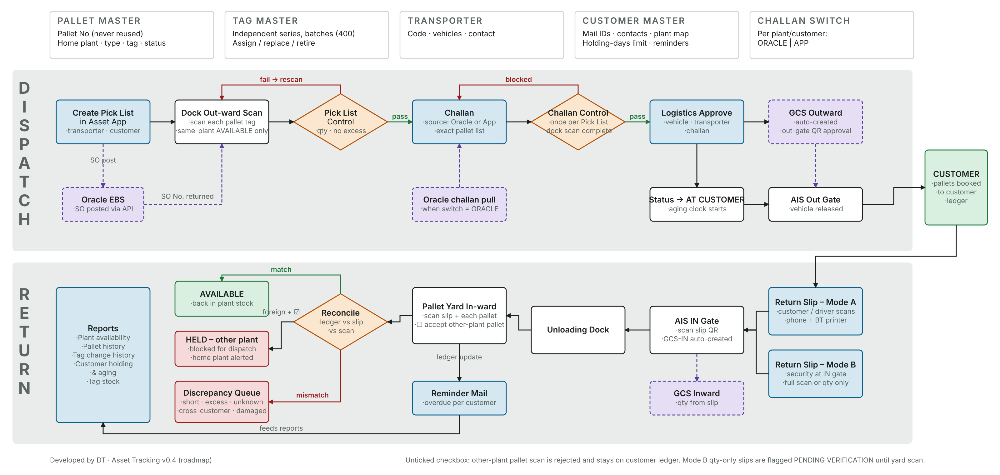 PALLET MASTER
Pallet No (never reused)
Home plant · type · tag · status
TAG MASTER
Independent series, batches (400)
Assign / replace / retire
TRANSPORTER
Code · vehicles · contact
CUSTOMER MASTER
Mail IDs · contacts · plant map
Holding-days limit · reminders
CHALLAN SWITCH
Per plant/customer:
ORACLE | APP
DISPATCH
fail → rescan
blocked
Create Pick List
in Asset App
·transporter · customer
Dock Out-ward Scan
·scan each pallet tag
·same-plant AVAILABLE only
Pick List
Control
·qty · no excess
pass
Challan
·source: Oracle or App
·exact pallet list
Challan Control
·once per Pick List
·dock scan complete
pass
Logistics Approve
·vehicle · transporter
·challan
GCS Outward
·auto-created
·out-gate QR approval
SO post
Oracle EBS
·SO posted via API
SO No. returned
Oracle challan pull
·when switch = ORACLE
Status → AT CUSTOMER
·aging clock starts
AIS Out Gate
·vehicle released
CUSTOMER
·pallets booked
·to customer
·ledger
RETURN
match
Reports
·Plant availability
·Pallet history
·Tag change history
·Customer holding
·& aging
·Tag stock
AVAILABLE
·back in plant stock
foreign + ☑
HELD – other plant
·blocked for dispatch
·home plant alerted
Discrepancy Queue
·short · excess · unknown
·cross-customer · damaged
mismatch
Reconcile
·ledger vs slip
·vs scan
Pallet Yard In-ward
·scan slip + each pallet
·☐ accept other-plant pallet
ledger update
Reminder Mail
·overdue per customer
feeds reports
Unloading Dock
AIS IN Gate
·scan slip QR
·GCS-IN auto-created
GCS Inward
·qty from slip
Return Slip – Mode A
·customer / driver scans
·phone + BT printer
Return Slip – Mode B
·security at IN gate
·full scan or qty only
Developed by DT · Asset Tracking v0.4 (roadmap)
Unticked checkbox: other-plant pallet scan is rejected and stays on customer ledger. Mode B qty-only slips are flagged PENDING VERIFICATION until yard scan.